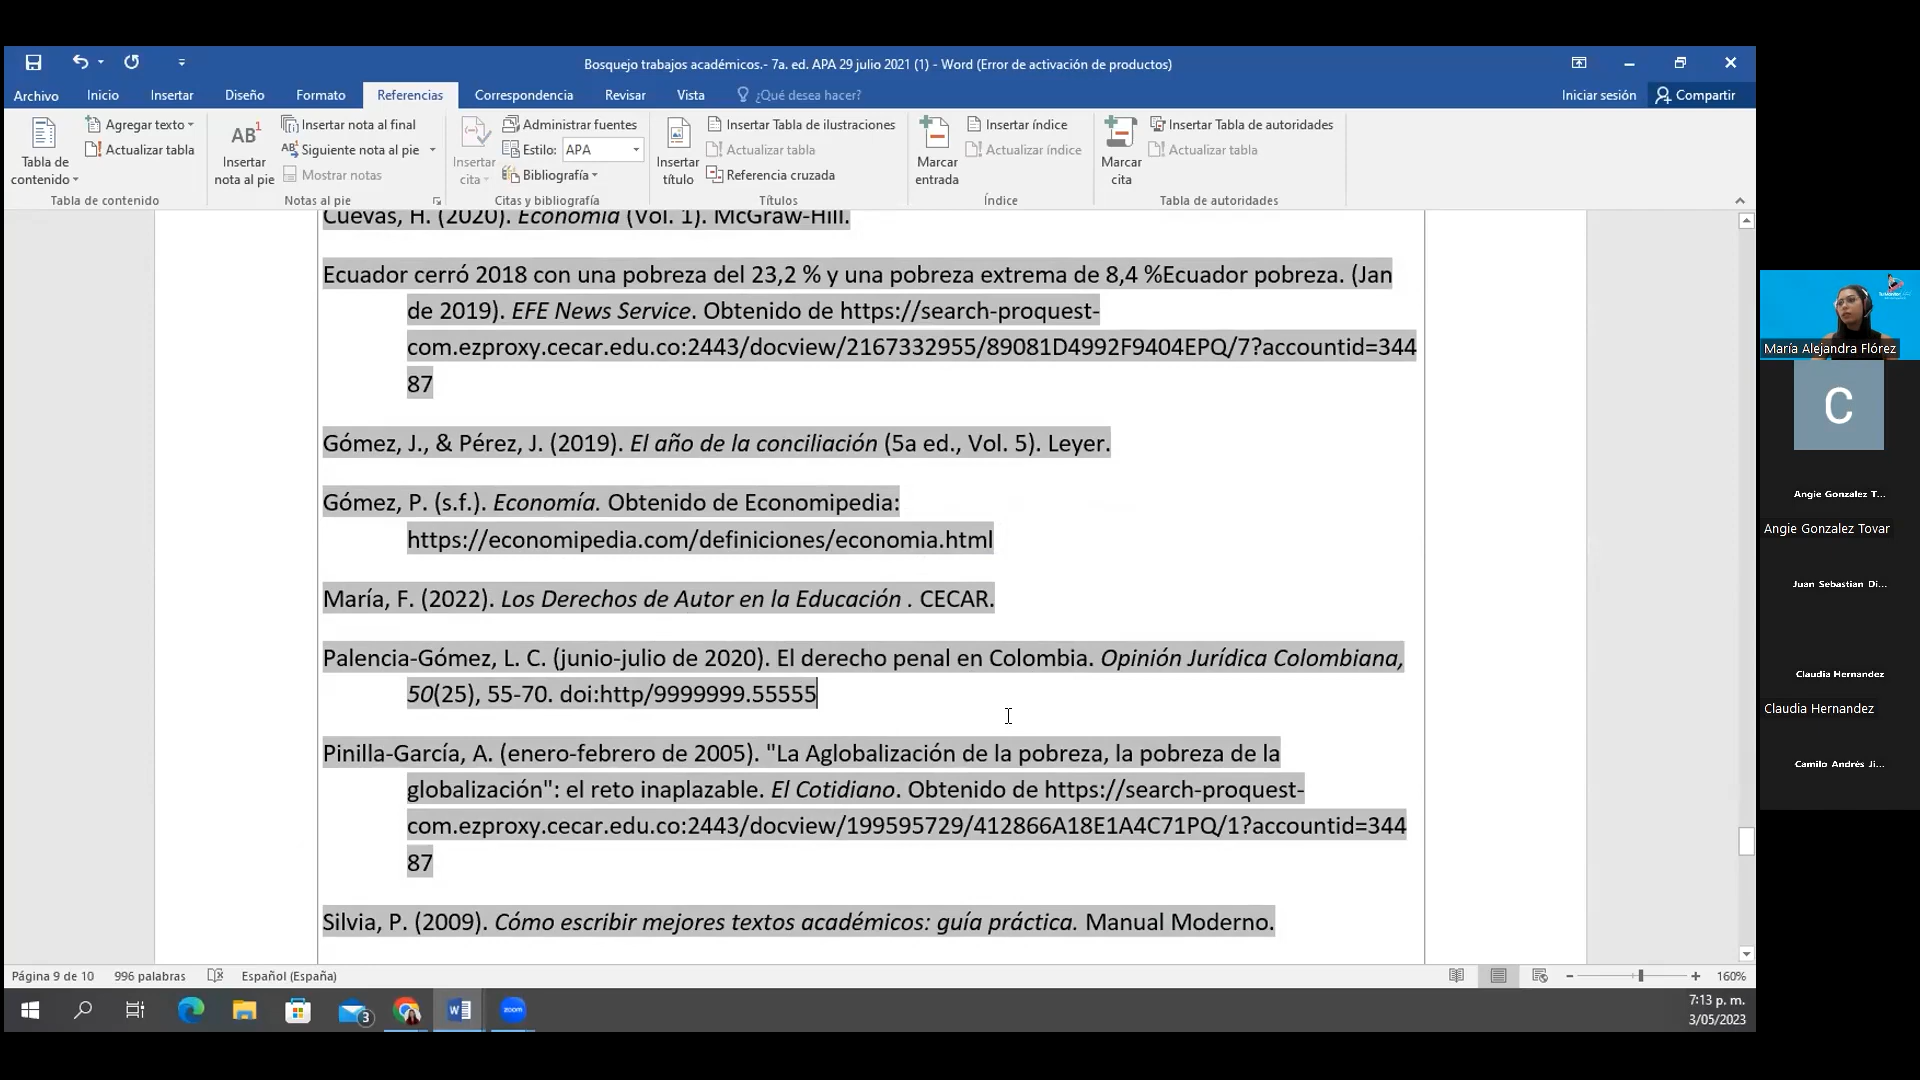 Bosquejo trabajos académicos.- 7a. ed. APA 29 julio 2021 (1) - Word (Error de activación de productos)
Archivo Inicio Insertar Diseño Formato Referencias Correspondencia Revisar Vista ¿Qué desea hacer? Iniciar sesión Compartir
Tabla de contenido
Agregar texto
Actualizar tabla
Tabla de contenido
AB1
Insertar nota al pie
Insertar nota al final
Siguiente nota al pie
Mostrar notas
Notas al pie
Insertar cita
Administrar fuentes
Estilo: APA
Bibliografía
Citas y bibliografía
Insertar título
Insertar Tabla de ilustraciones
Actualizar tabla
Referencia cruzada
Títulos
Marcar entrada
Insertar índice
Actualizar índice
Índice
Marcar cita
Insertar Tabla de autoridades
Actualizar tabla
Tabla de autoridades
Cuevas, H. (2020). Economía (Vol. 1). McGraw-Hill.
Ecuador cerró 2018 con una pobreza del 23,2 % y una pobreza extrema de 8,4 %Ecuador pobreza. (Jan
de 2019). EFE News Service. Obtenido de https://search-proquest-
com.ezproxy.cecar.edu.co:2443/docview/2167332955/89081D4992F9404EPQ/7?accountid=344
87
Gómez, J., & Pérez, J. (2019). El año de la conciliación (5a ed., Vol. 5). Leyer.
Gómez, P. (s.f.). Economía. Obtenido de Economipedia:
https://economipedia.com/definiciones/economia.html
María, F. (2022). Los Derechos de Autor en la Educación . CECAR.
Palencia-Gómez, L. C. (junio-julio de 2020). El derecho penal en Colombia. Opinión Jurídica Colombiana,
50(25), 55-70. doi:http/9999999.55555
Pinilla-García, A. (enero-febrero de 2005). "La Aglobalización de la pobreza, la pobreza de la
globalización": el reto inaplazable. El Cotidiano. Obtenido de https://search-proquest-
com.ezproxy.cecar.edu.co:2443/docview/199595729/412866A18E1A4C71PQ/1?accountid=344
87
Silvia, P. (2009). Cómo escribir mejores textos académicos: guía práctica. Manual Moderno.
Página 9 de 10 996 palabras Español (España) 160%
3
zoom
7:13 p. m.
3/05/2023
María Alejandra Flórez
C
Angie Gonzalez T...
Angie Gonzalez Tovar
Juan Sebastian Di...
Claudia Hernandez
Claudia Hernandez
Camilo Andrés Ji...